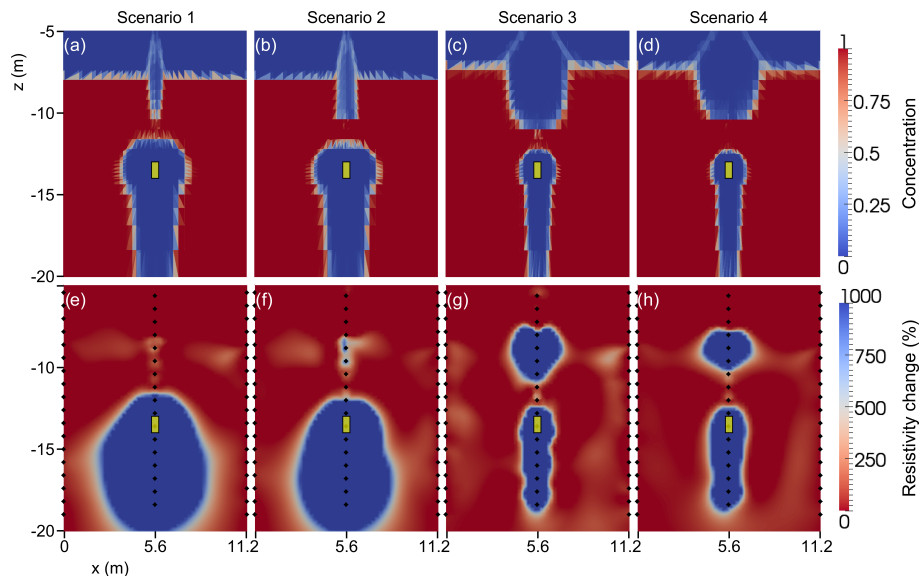 Scenario 1 Scenario 2 Scenario 3 Scenario 4
(a) (b) (c) (d)
-5
-10
-15
-20
z (m)
1
0.75
0.5
0.25
0
Concentration
(e) (f) (g) (h)
-10
-15
-20
z (m)
1000
750
500
250
0
Resistivity change (%)
0 5.6 11.2 5.6 11.2 5.6 11.2 5.6 11.2
x (m)